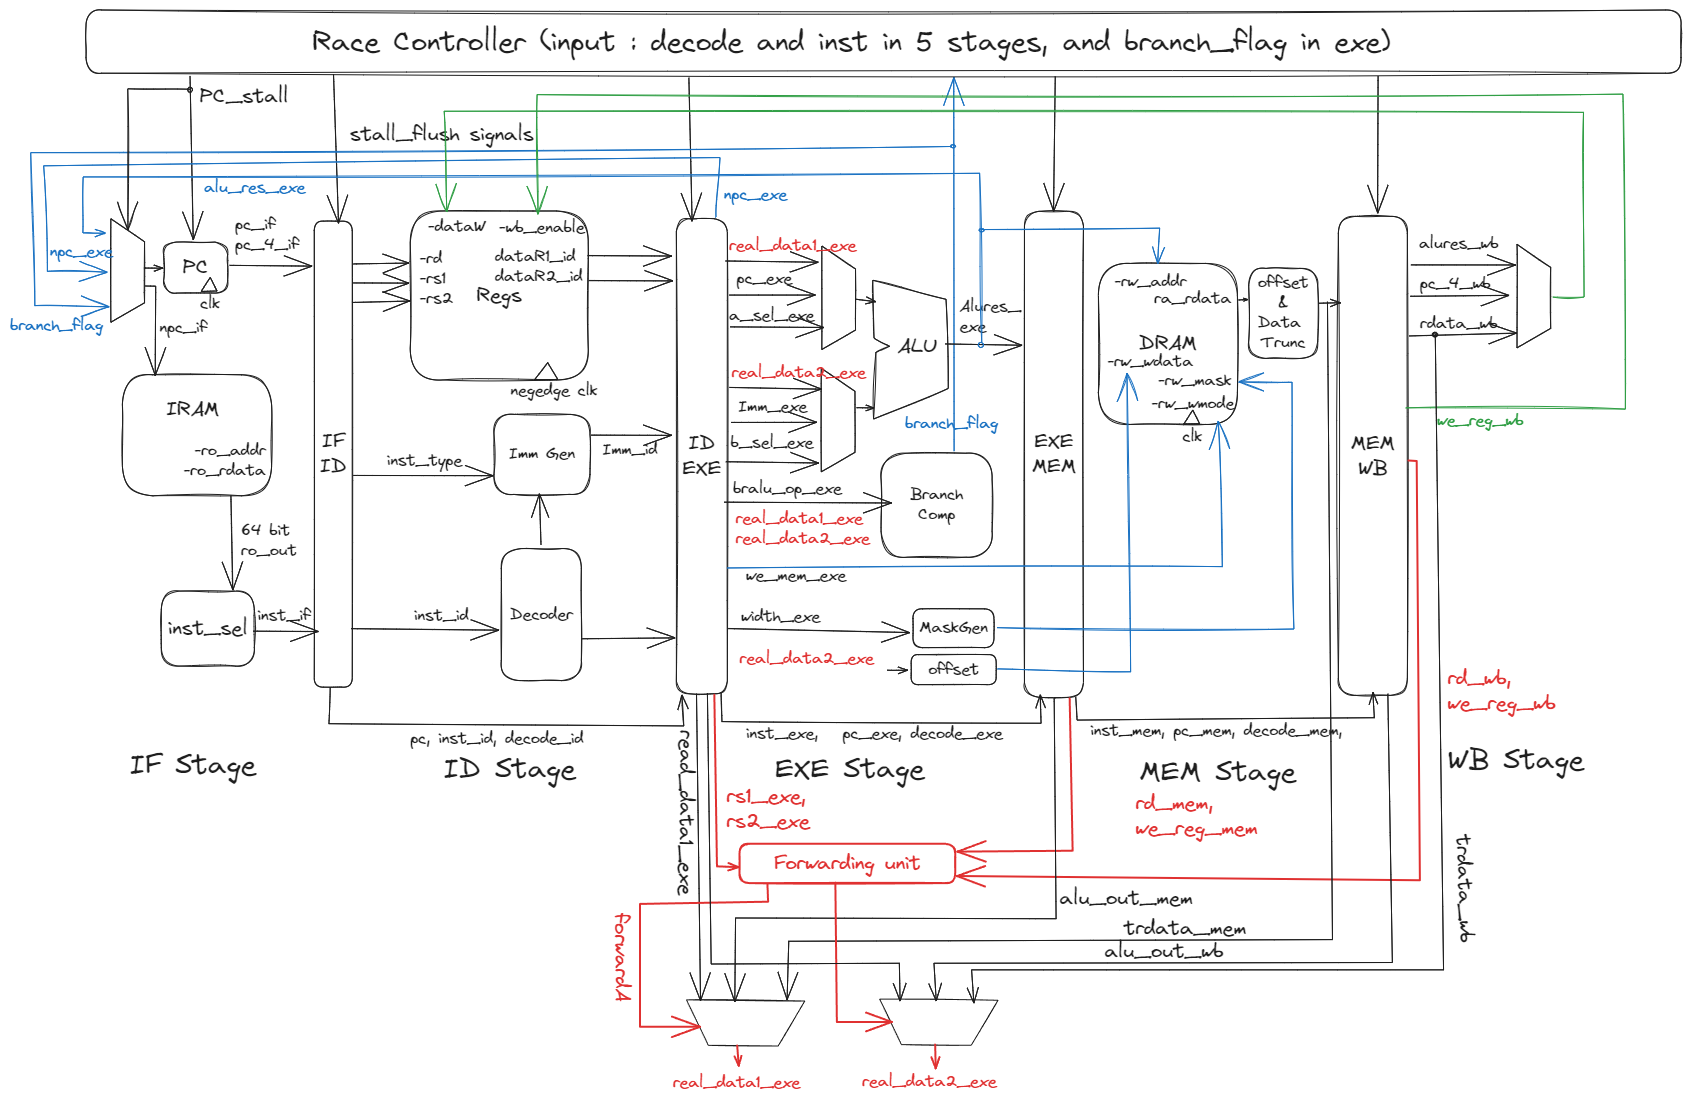 Race Controller (input : decode and inst in 5 stages, and branch_flag in exe)
PC_stall
stall_flush signals
alu_res_exe
npc_exe
pc_if
pc_4_if
npc_exe
PC
clk
branch_flag
npc_if
IRAM
-ro_addr
-ro_rdata
64 bit
ro_out
inst_sel
inst_if
IF
ID
-dataW -wb_enable
-rd
-rs1
-rs2
dataR1_id
dataR2_id
Regs
negedge clk
inst_type
Imm Gen
Imm_id
inst_id
Decoder
ID
EXE
real_data1_exe
pc_exe
a_sel_exe
real_data2_exe
Imm_exe
b_sel_exe
bralu_op_exe
real_data1_exe
real_data2_exe
we_mem_exe
width_exe
real_data2_exe
ALU
Alures_
exe
branch_flag
Branch
Comp
MaskGen
offset
EXE
MEM
-rw_addr
ra_rdata
DRAM
-rw_wdata
-rw_mask
-rw_wmode
clk
offset
&
Data
Trunc
MEM
WB
alures_wb
pc_4_wb
rdata_wb
we_reg_wb
rd_wb,
we_reg_wb
pc, inst_id, decode_id
inst_exe, pc_exe, decode_exe
inst_mem, pc_mem, decode_mem,
IF Stage
ID Stage
EXE Stage
MEM Stage
WB Stage
read_data1_exe
rs1_exe,
rs2_exe
rd_mem,
we_reg_mem
Forwarding unit
forwardA
alu_out_mem
trdata_mem
alu_out_wb
trdata_wb
real_data1_exe
real_data2_exe